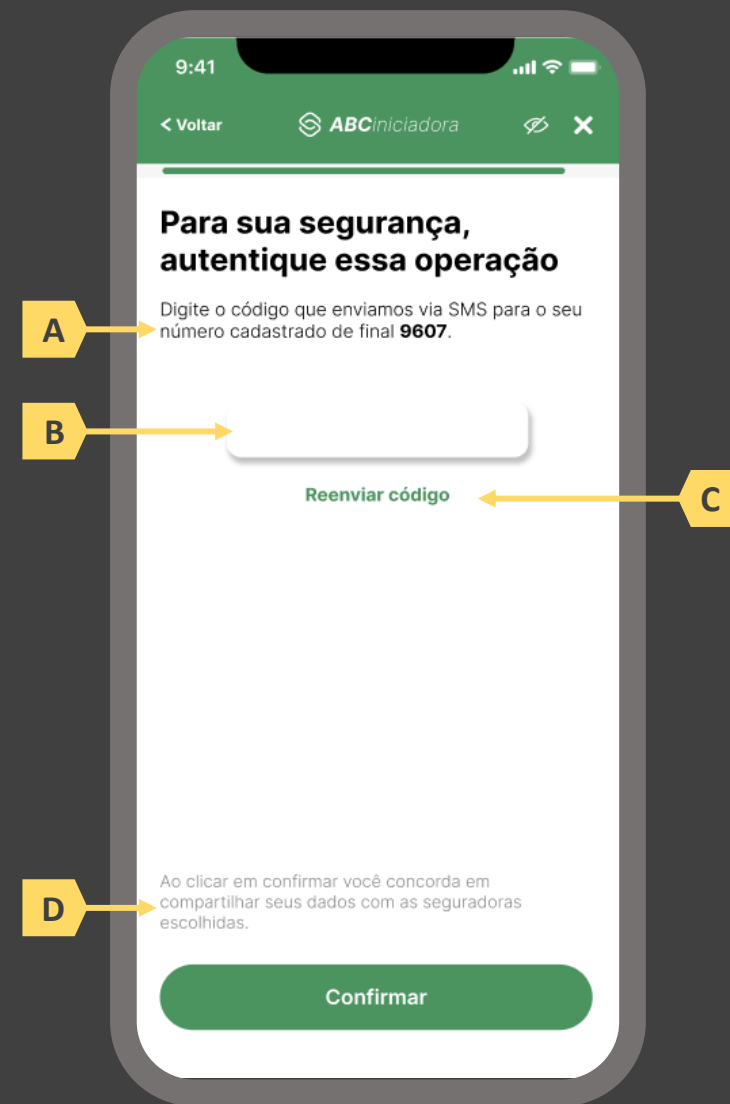 9:41
< Voltar ABCiniciadora
Para sua segurança,
autentique essa operação
Digite o código que enviamos via SMS para o seu
A
número cadastrado de final 9607.
B
Reenviar código
C
Ao clicar em confirmar você concorda em
D
compartilhar seus dados com as seguradoras
escolhidas.
Confirmar